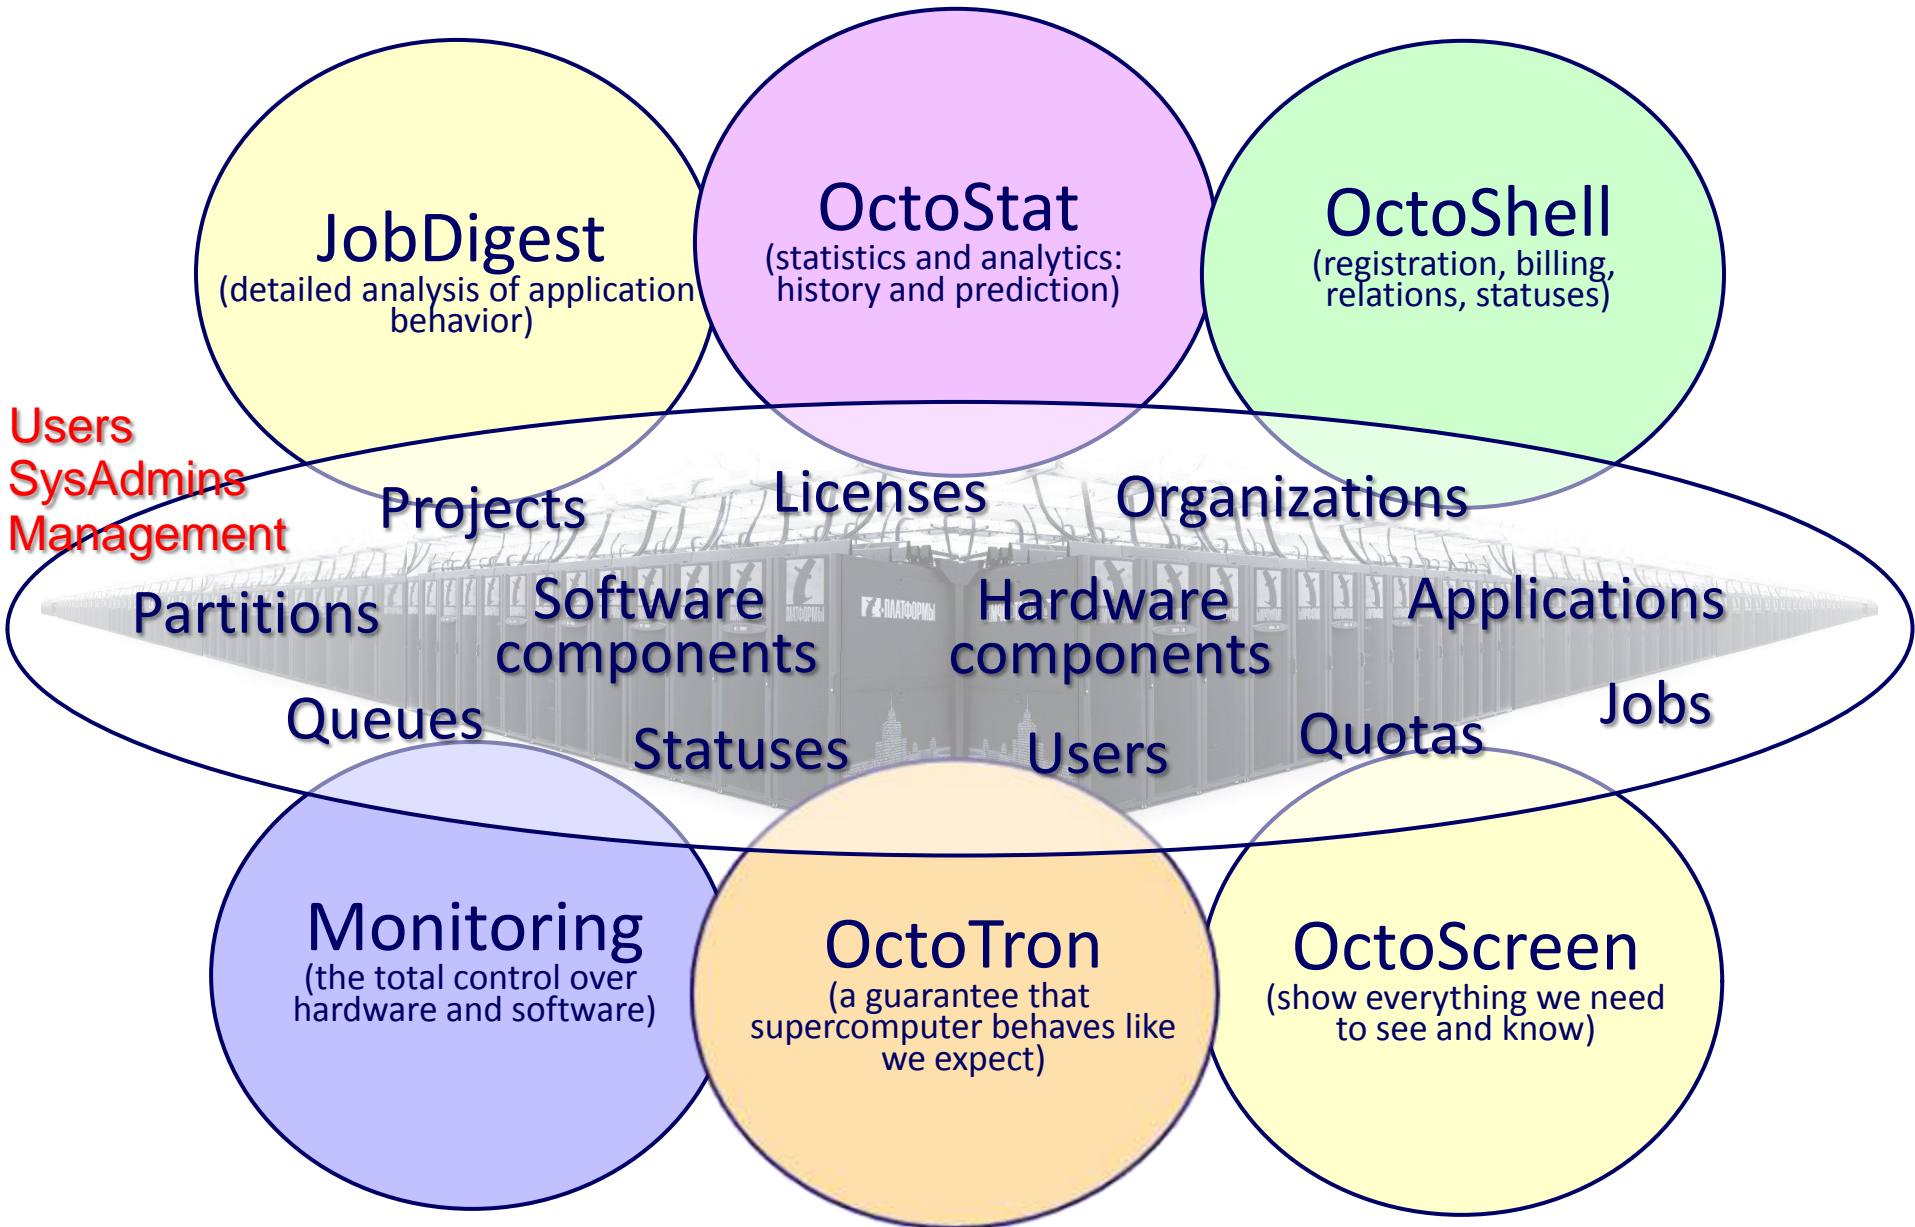 JobDigest
(detailed analysis of application
behavior)
OctoStat
(statistics and analytics:
history and prediction)
OctoShell
(registration, billing,
relations, statuses)
Users
SysAdmins
Management
Projects
Licenses
Organizations
Partitions
Software
components
Hardware
components
Applications
ПЛАТФОРМЫ
Т-ПЛАТФОРМЫ
Queues
Statuses
Users
Quotas
Jobs
Monitoring
(the total control over
hardware and software)
OctoTron
(a guarantee that
supercomputer behaves like
we expect)
OctoScreen
(show everything we need
to see and know)